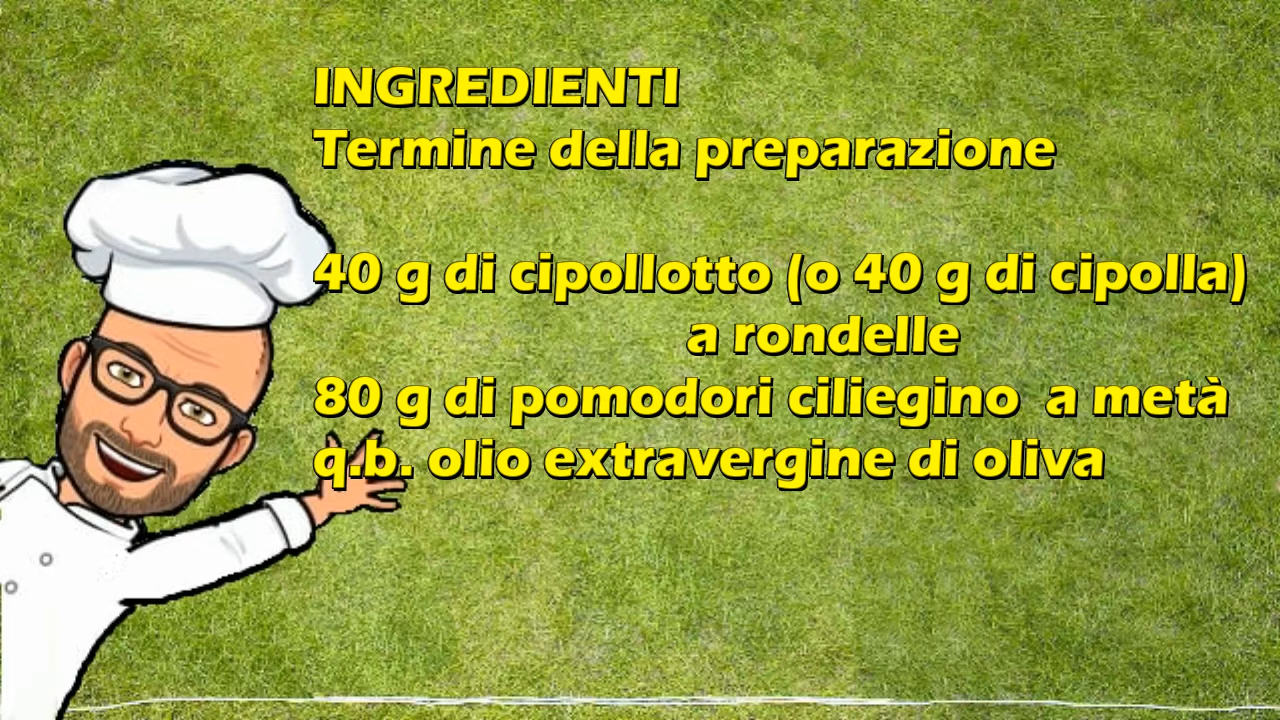 INGREDIENTI
Termine della preparazione
40 g di cipollotto (o 40 g di cipolla)
a rondelle
80 g di pomodori ciliegino a metà
q.b. olio extravergine di oliva